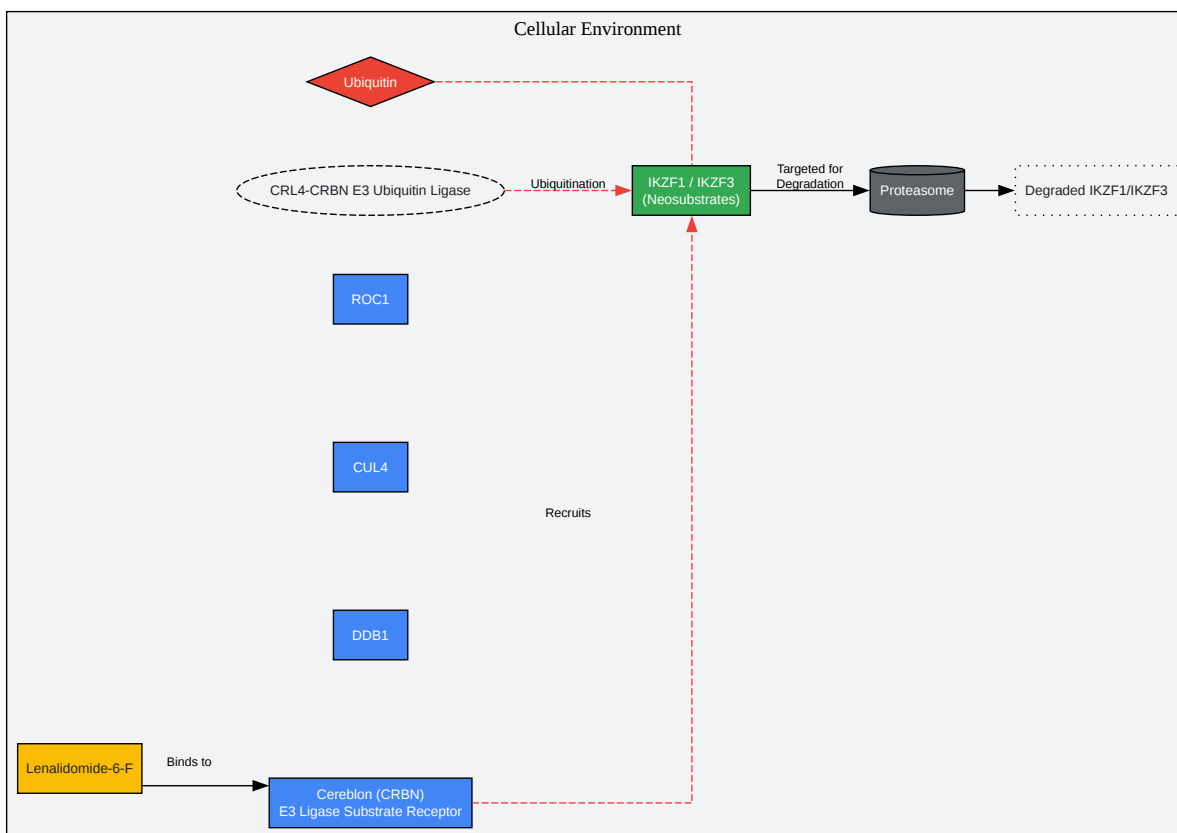 Cellular Environment
Ubiquitin
CRL4-CRBN E3 Ubiquitin Ligase
Ubiquitination
IKZF1 / IKZF3
(Neosubstrates)
Targeted for
Degradation
Proteasome
Degraded IKZF1/IKZF3
ROC1
CUL4
Recruits
DDB1
Lenalidomide-6-F
Binds to
Cereblon (CRBN)
E3 Ligase Substrate Receptor